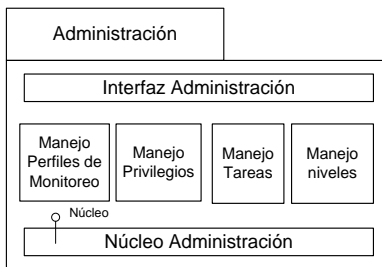 Administración
Interfaz Administración
Manejo
Perfiles de
Monitoreo
Manejo
Privilegios
Manejo
Tareas
Manejo
niveles
Núcleo
Núcleo Administración